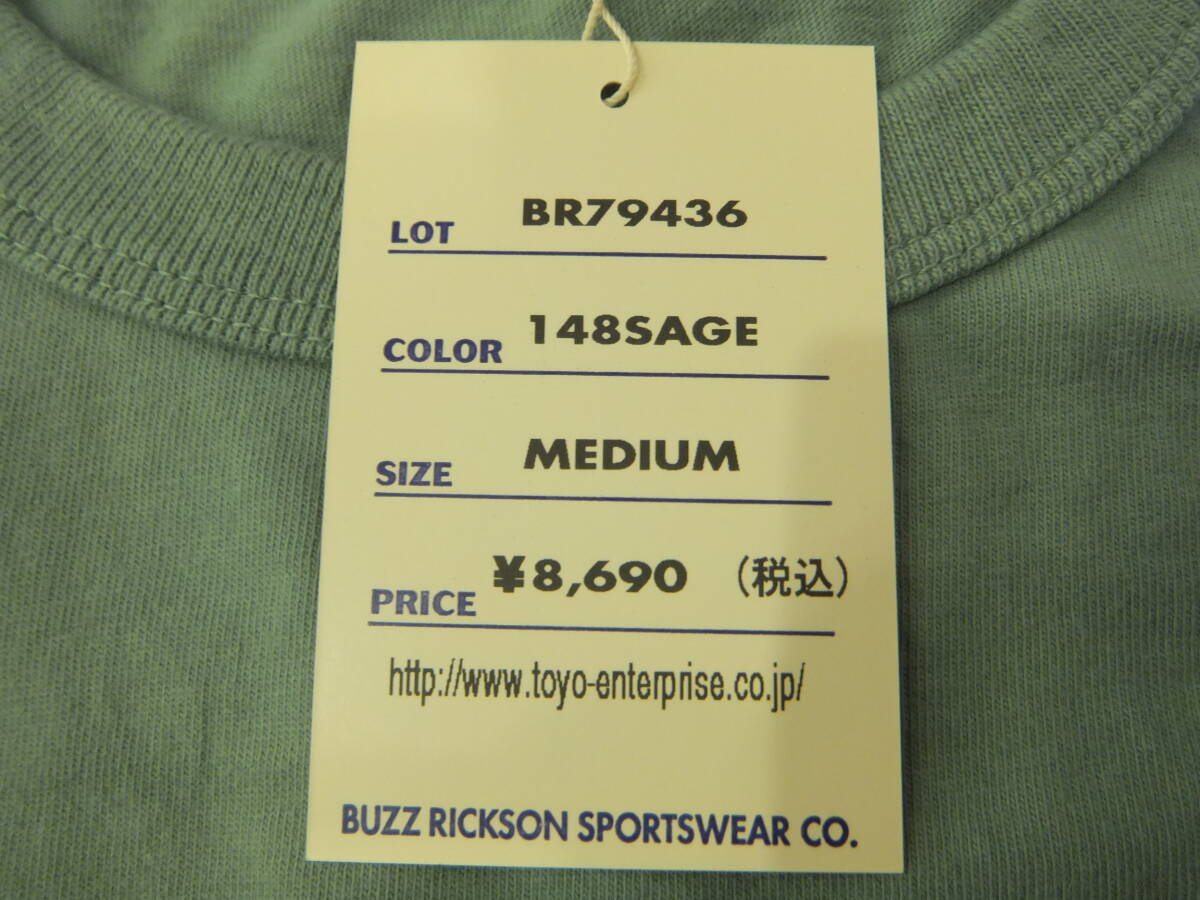 LOT BR79436
COLOR 148SAGE
SIZE MEDIUM
PRICE ¥8,690 (税込)
http://www.toyo-enterprise.co.jp/
BUZZ RICKSON SPORTSWEAR CO.